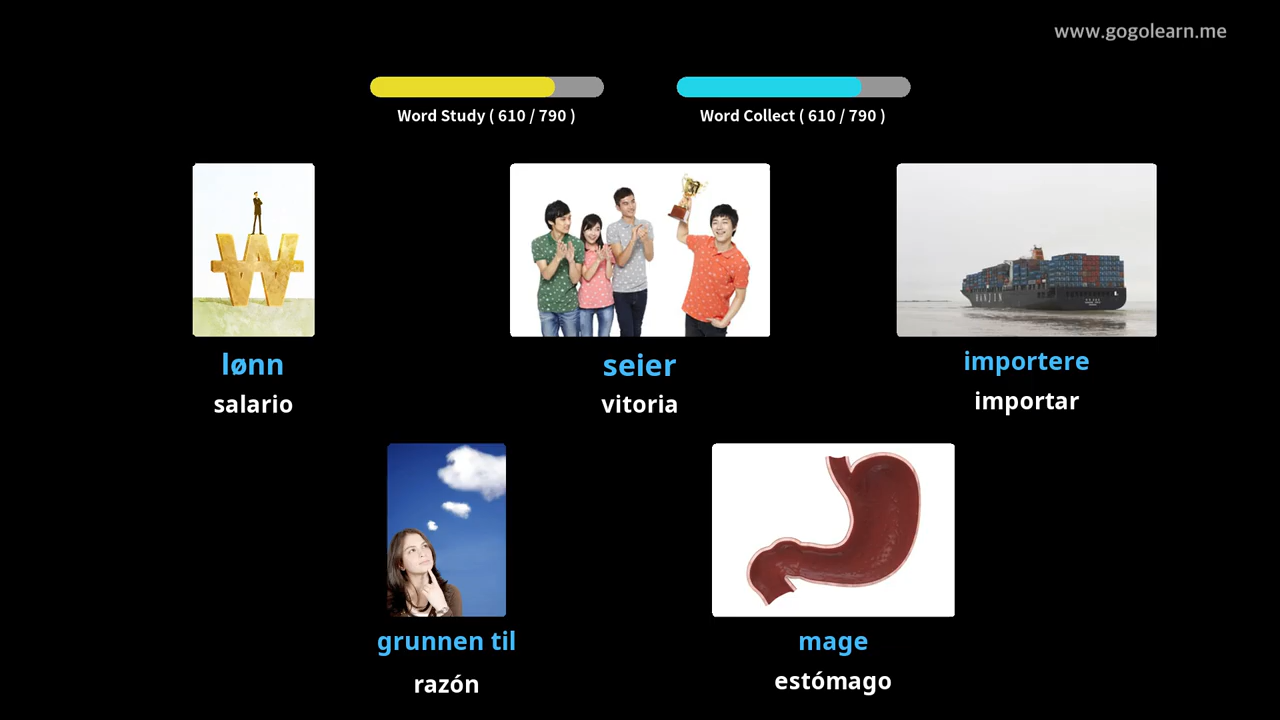 www.gogolearn.me
Word Study ( 610 / 790 )
Word Collect ( 610 / 790 )
lønn
salario
seier
vitoria
HANJIN
importere
importar
grunnen til
razón
mage
estómago